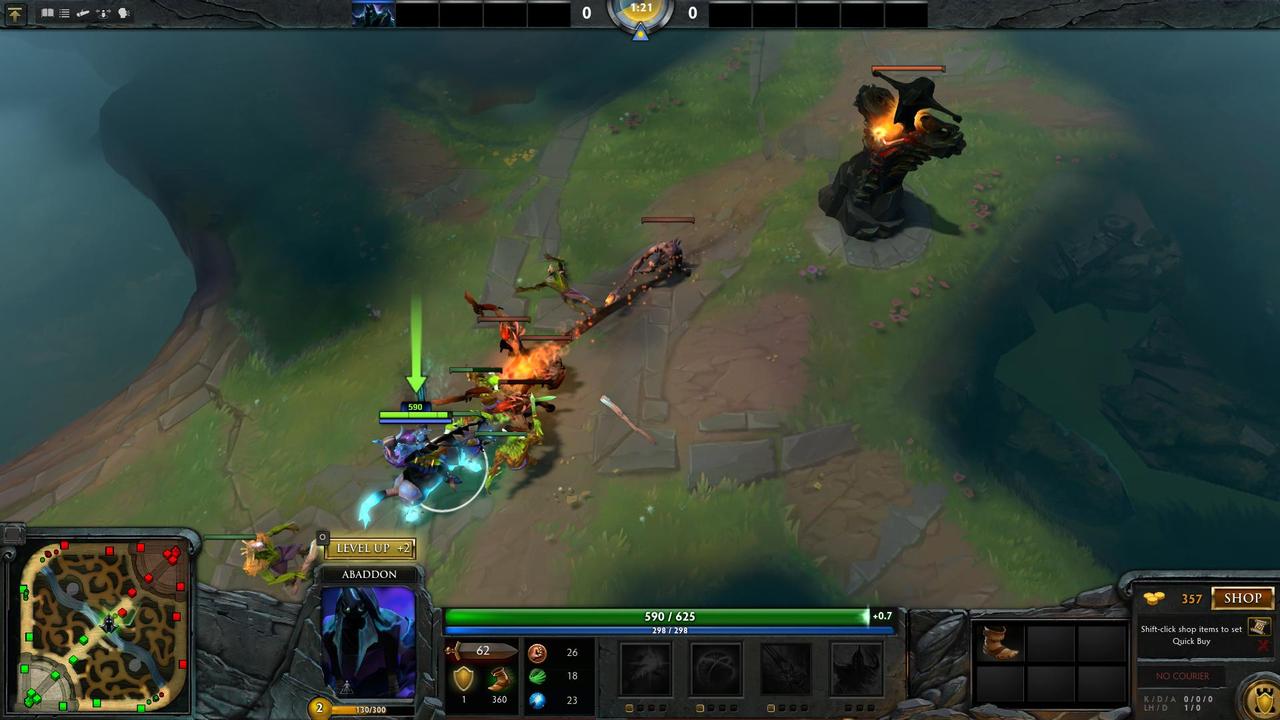 0 1:21 0
590
LEVEL UP +2
ABADDON
590 / 625 +0.7
298 / 298
62 26
18
1 360 23
2 130/300
357 SHOP
Shift-click shop items to set
Quick Buy
NO COURIER
K / D / A 0/0/0
LH / D 1/0